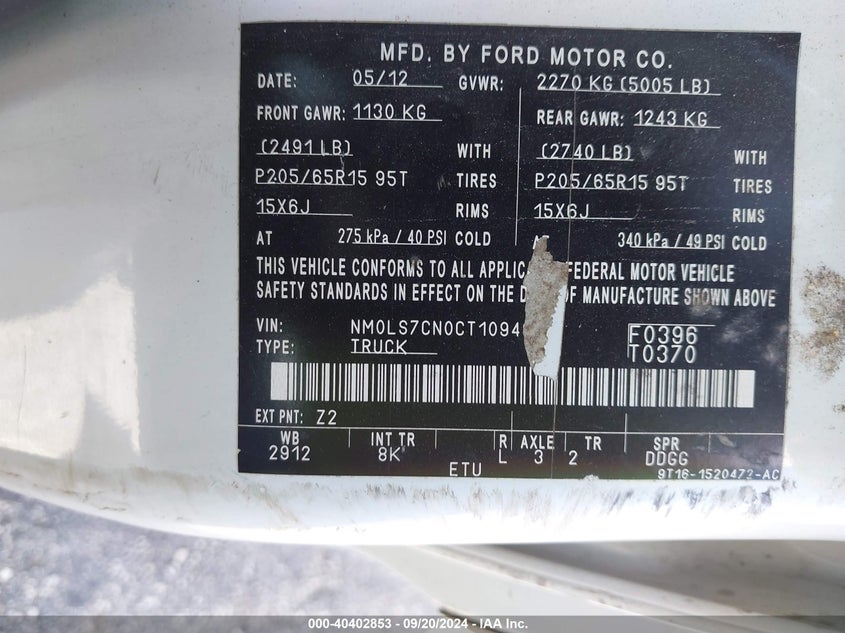 MFD. BY FORD MOTOR CO.
DATE: 05/12 GVWR: 2270 KG (5005 LB)
FRONT GAWR: 1130 KG REAR GAWR: 1243 KG
(2491 LB) WITH (2740 LB) WITH
P205/65R15 95T TIRES P205/65R15 95T TIRES
15X6J RIMS 15X6J RIMS
AT 275 kPa / 40 PSI COLD 340 kPa / 49 PSI COLD
THIS VEHICLE CONFORMS TO ALL FEDERAL MOTOR VEHICLE
SAFETY STANDARDS IN EFFECT ON THE OF MANUFACTURE SHOWN ABOVE
VIN: NM0LS7CN0CT1094 F0396
TYPE: TRUCK T0370
EXT PNT: Z2
WB INT TR R AXLE TR SPR
2912 8K L 3 2 DDGG
ETU 9T16-1520472-AC
000-40402853 / 09/20/2024 - IAA Inc.